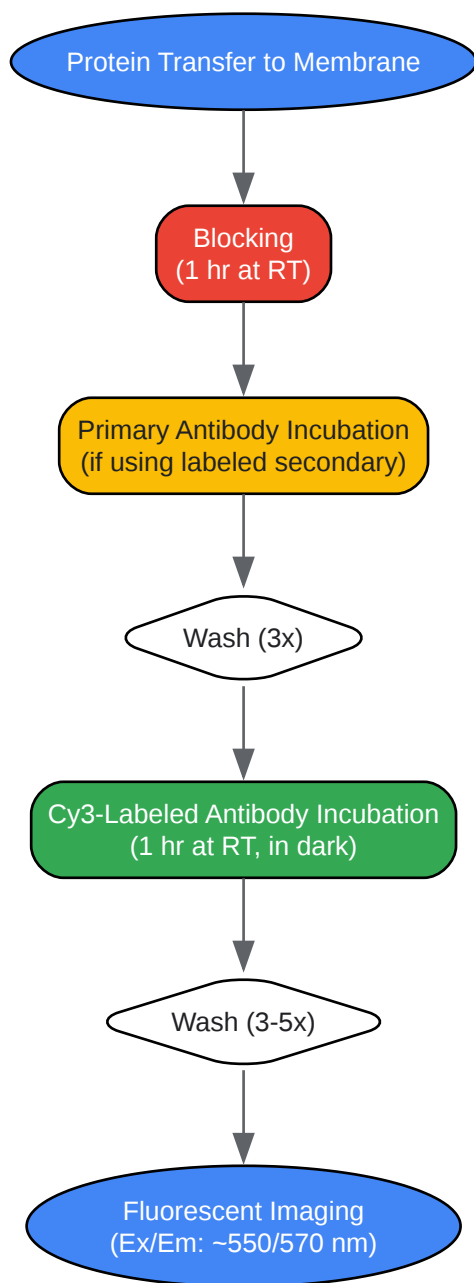 Protein Transfer to Membrane
Blocking
(1 hr at RT)
Primary Antibody Incubation
(if using labeled secondary)
Wash (3x)
Cy3-Labeled Antibody Incubation
(1 hr at RT, in dark)
Wash (3-5x)
Fluorescent Imaging
(Ex/Em: ~550/570 nm)